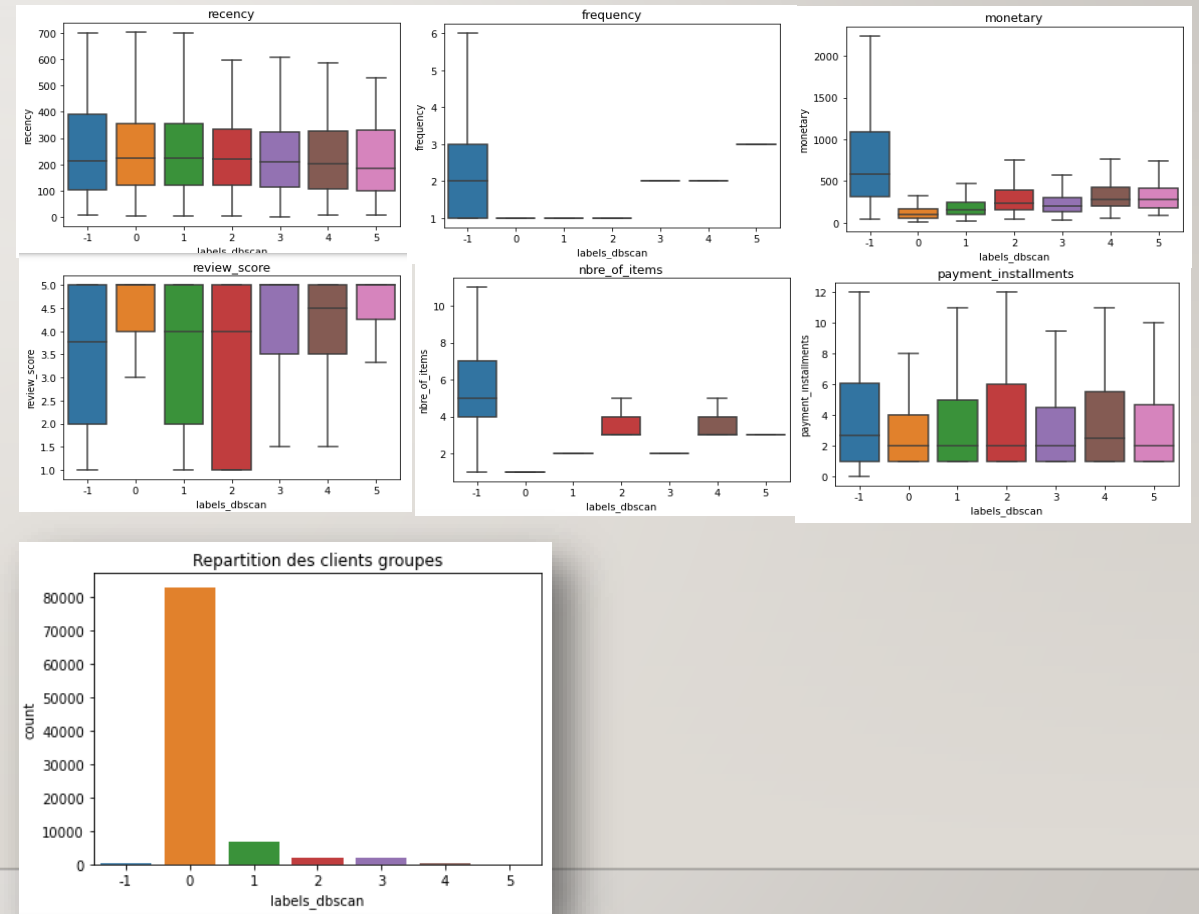 recency
700
600
500
400
300
200
100
0
recency
-1 0 1 2 3 4 5
labels_dbscan
frequency
6
5
4
3
2
1
frequency
-1 0 1 2 3 4 5
labels_dbscan
monetary
2000
1500
1000
500
0
monetary
-1 0 1 2 3 4 5
labels_dbscan
review_score
5.0
4.5
4.0
3.5
3.0
2.5
2.0
1.5
1.0
review_score
-1 0 1 2 3 4 5
labels_dbscan
nbre_of_items
10
8
6
4
2
nbre_of_items
-1 0 1 2 3 4 5
labels_dbscan
payment_installments
12
10
8
6
4
2
0
payment_installments
-1 0 1 2 3 4 5
labels_dbscan
Repartition des clients groupes
80000
70000
60000
50000
40000
30000
20000
10000
0
count
-1 0 1 2 3 4 5
labels_dbscan